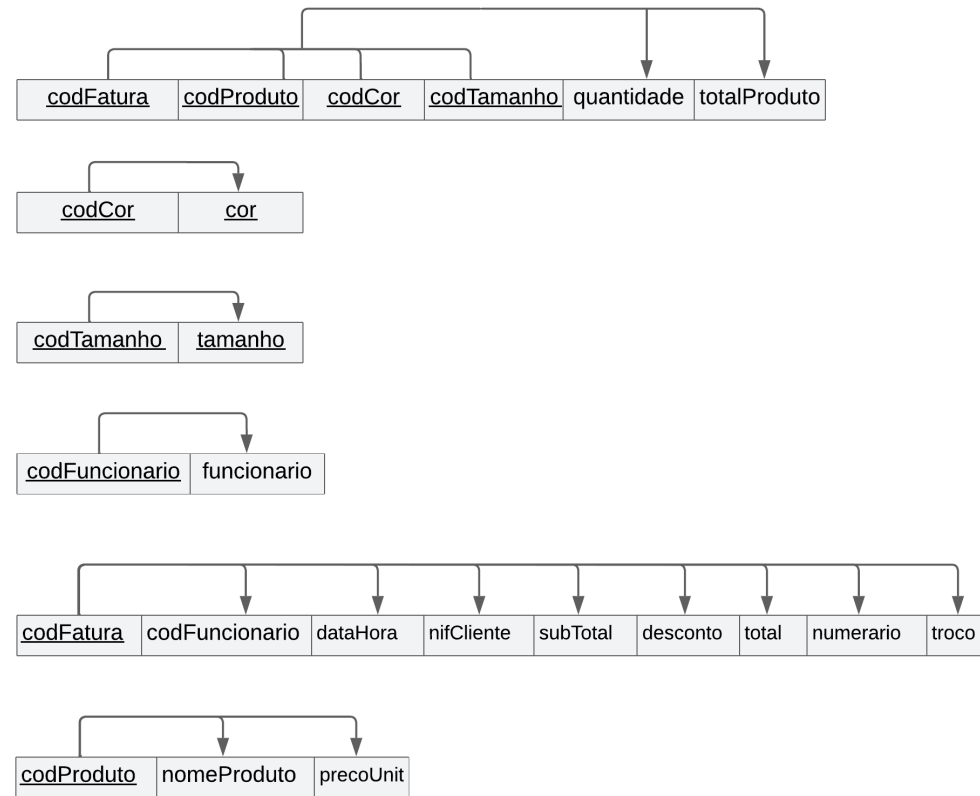 codFatura codProduto codCor codTamanho quantidade totalProduto
codCor cor
codTamanho tamanho
codFuncionario funcionario
codFatura codFuncionario dataHora nifCliente subTotal desconto total numerario troco
codProduto nomeProduto precoUnit